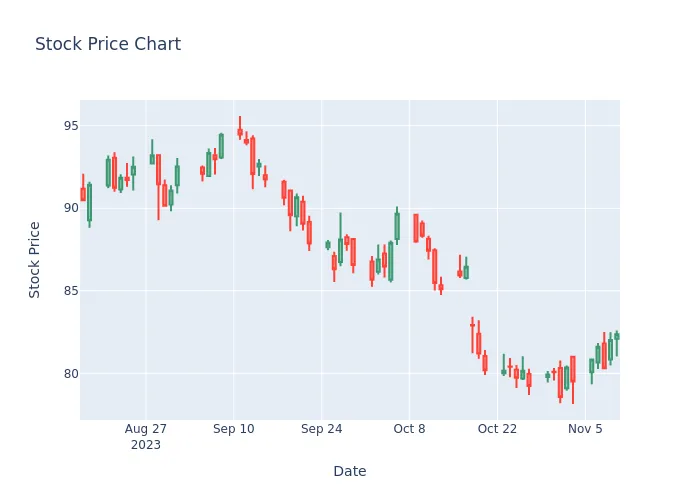 Stock Price Chart
Stock Price
95
90
85
80
Aug 27
2023
Sep 10
Sep 24
Oct 8
Oct 22
Nov 5
Date